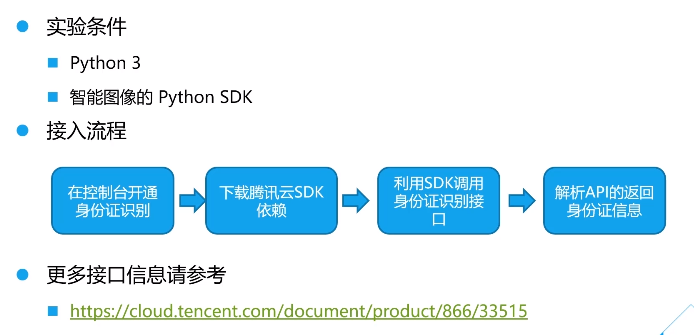 实验条件
Python 3
智能图像的 Python SDK
接入流程
在控制台开通
身份证识别
下载腾讯云SDK
依赖
利用SDK调用
身份证识别接
口
解析API的返回
身份证信息
更多接口信息请参考
https://cloud.tencent.com/document/product/866/33515